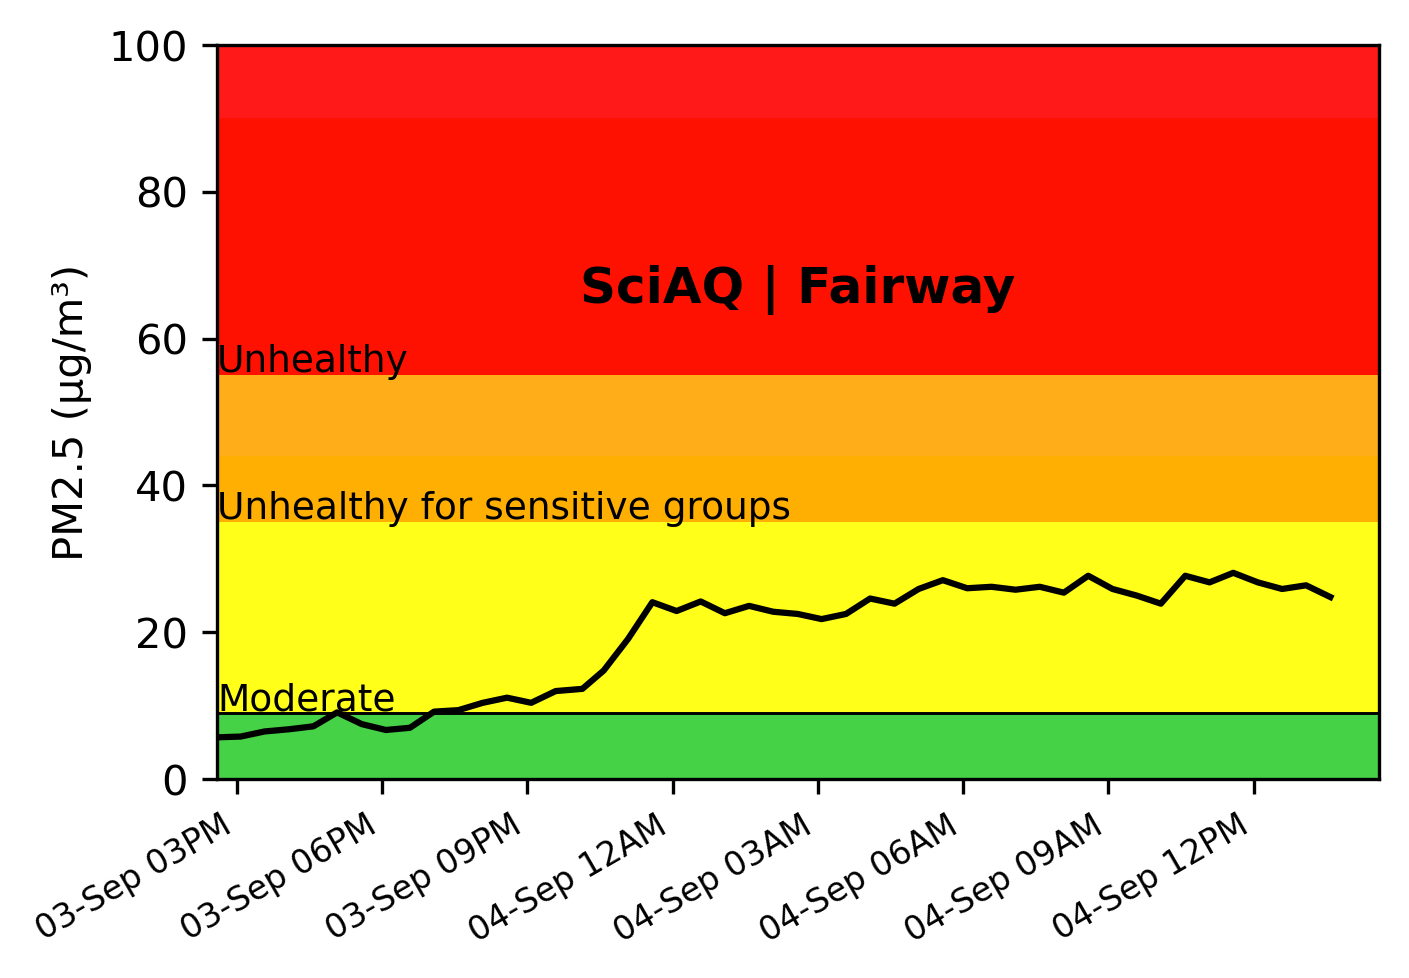 100
80
60
40
20
0
PM2.5 (μg/m³)
SciAQ | Fairway
Unhealthy
Unhealthy for sensitive groups
Moderate
03-Sep 03PM
03-Sep 06PM
03-Sep 09PM
04-Sep 12AM
04-Sep 03AM
04-Sep 06AM
04-Sep 09AM
04-Sep 12PM